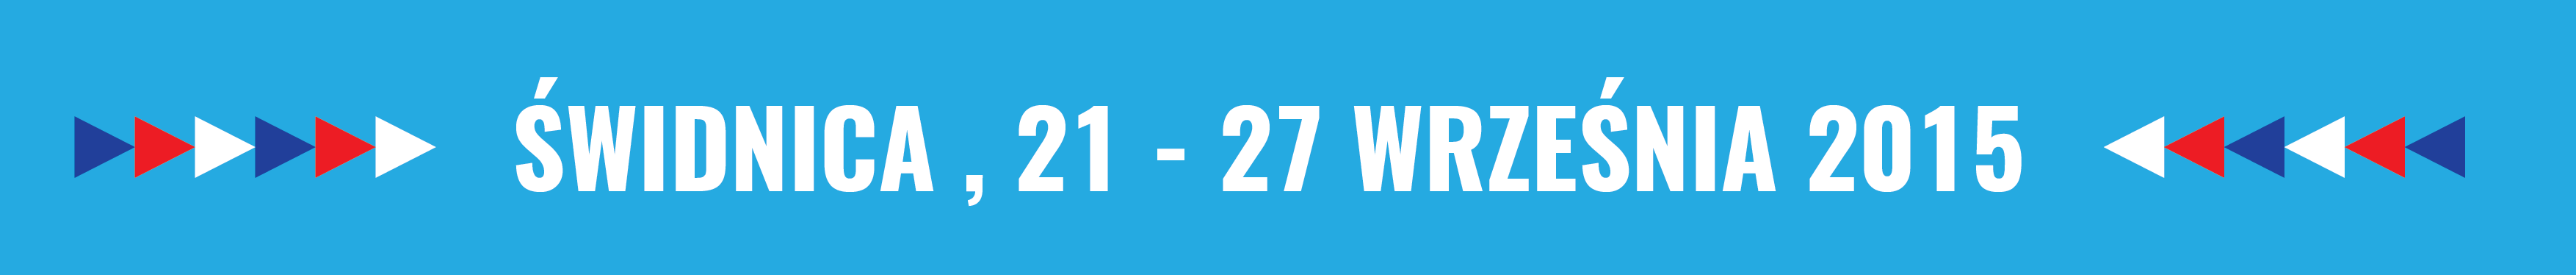 ŚWIDNICA , 21 - 27 WRZEŚNIA 2015